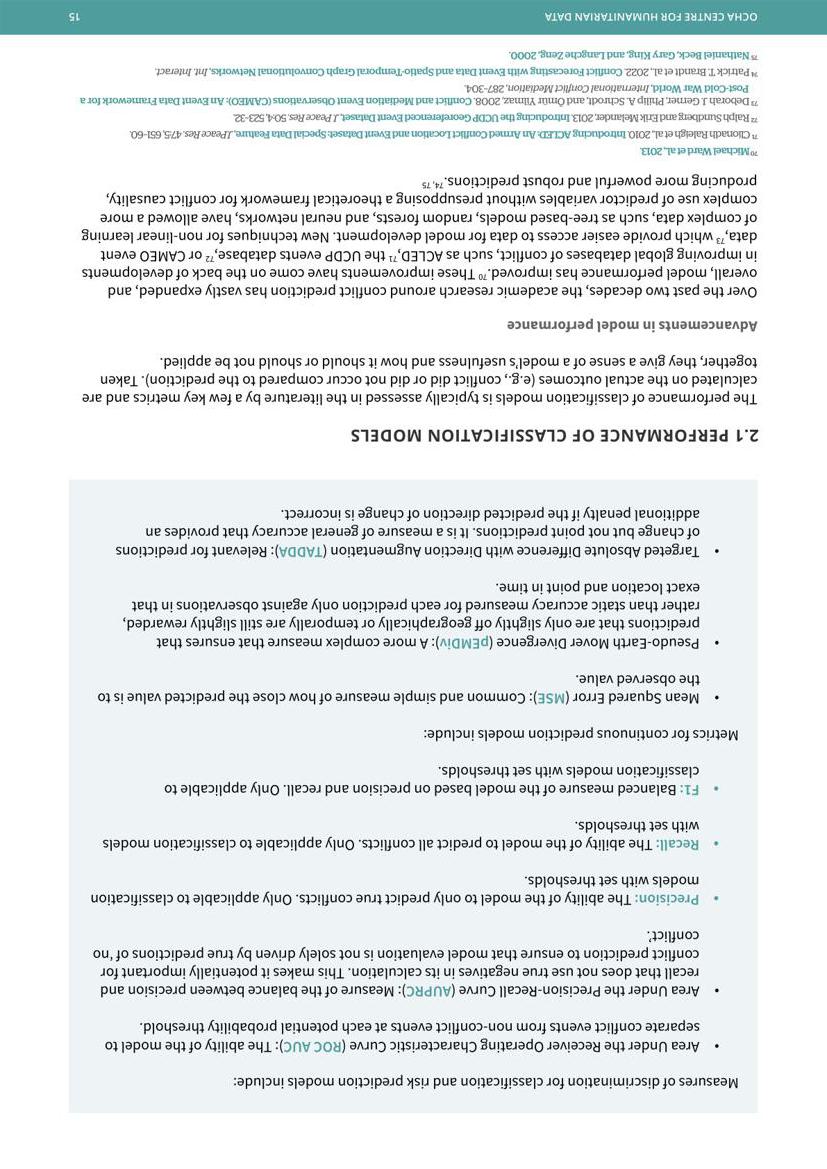 Measures of discrimination for classification and risk prediction models include:
• Area Under the Receiver Operating Characteristic Curve (ROC AUC): The ability of the model to
separate conflict events from non-conflict events at each potential probability threshold.
• Area Under the Precision-Recall Curve (AUPRC): Measure of the balance between precision and
recall that does not use true negatives in its calculation. This makes it potentially important for
conflict prediction to ensure that model evaluation is not solely driven by true predictions of 'no
conflict'.
• Precision: The ability of the model to only predict true conflicts. Only applicable to classification
models with set thresholds.
• Recall: The ability of the model to predict all conflicts. Only applicable to classification models
with set thresholds.
• F1: Balanced measure of the model based on precision and recall. Only applicable to
classification models with set thresholds.
Metrics for continuous prediction models include:
• Mean Squared Error (MSE): Common and simple measure of how close the predicted value is to
the observed value.
• Pseudo-Earth Mover Divergence (pEMDiv): A more complex measure that ensures that
predictions that are only slightly off geographically or temporally are still slightly rewarded,
rather than static accuracy measured for each prediction only against observations in that
exact location and point in time.
• Targeted Absolute Difference with Direction Augmentation (TADDA): Relevant for predictions
of change but not point predictions. It is a measure of general accuracy that provides an
additional penalty if the predicted direction of change is incorrect.
2.1 PERFORMANCE OF CLASSIFICATION MODELS
The performance of classification models is typically assessed in the literature by a few key metrics and are
calculated on the actual outcomes (e.g., conflict did or did not occur compared to the prediction). Taken
together, they give a sense of a model's usefulness and how it should or should not be applied.
Advancements in model performance
Over the past two decades, the academic research around conflict prediction has vastly expanded, and
overall, model performance has improved.70 These improvements have come on the back of developments
in improving global databases of conflict, such as ACLED,71 the UCDP events database,72 or CAMEO event
data,73 which provide easier access to data for model development. New techniques for non-linear learning
of complex data, such as tree-based models, random forests, and neural networks, have allowed a more
complex use of predictor variables without presupposing a theoretical framework for conflict causality,
producing more powerful and robust predictions.74, 75
70 Michael Ward et al., 2013.
71 Clionadh Raleigh et al., 2010. Introducing ACLED: An Armed Conflict Location and Event Dataset: Special Data Feature, J Peace Res. 47:5, 651-60.
72 Ralph Sundberg and Erik Melander, 2013. Introducing the UCDP Georeferenced Event Dataset, J Peace Res. 50:4, 523-32.
73 Deborah J. Gerner, Philip A. Schrodt, and Ömür Yilmaz, 2008. Conflict and Mediation Event Observations (CAMEO): An Event Data Framework for a
Post-Cold War World, International Conflict Mediation, 287-304.
74 Patrick T. Brandt et al., 2022. Conflict Forecasting with Event Data and Spatio-Temporal Graph Convolutional Networks, Int. Interact.
75 Nathaniel Beck, Gary King, and Langche Zeng, 2000.
OCHA CENTRE FOR HUMANITARIAN DATA 15